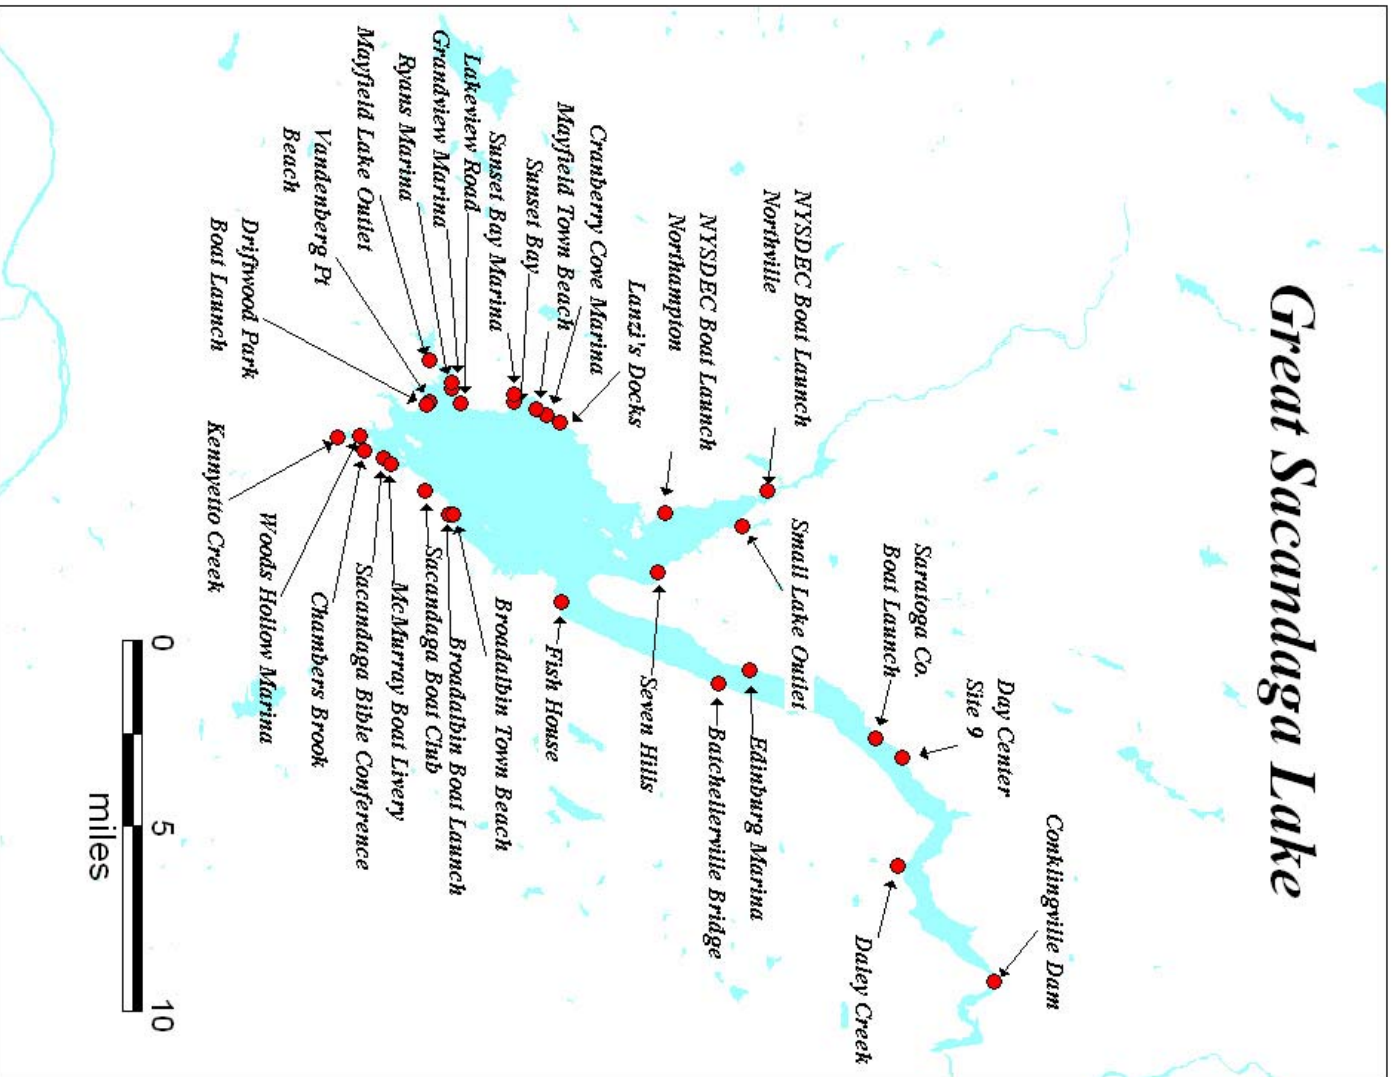 Great Sacandaga Lake
Conklingville Dam
Day Center
Site 9
Saratoga Co.
Boat Launch
Daley Creek
NYSDEC Boat Launch
Northville
Small Lake Outlet
Edinburg Marina
Batchellerville Bridge
NYSDEC Boat Launch
Northampton
Seven Hills
Lanzi's Docks
Cranberry Cove Marina
Mayfield Town Beach
Sunset Bay
Sunset Bay Marina
Lakeview Road
Grandview Marina
Ryans Marina
Mayfield Lake Outlet
Vandenberg Pt
Beach
Driftwood Park
Boat Launch
Fish House
Broadalbin Town Beach
Broadalbin Boat Launch
Sacandaga Boat Club
McMurray Boat Livery
Sacandaga Bible Conference
Chambers Brook
Woods Hollow Marina
Kennyetto Creek
0 5 10
miles